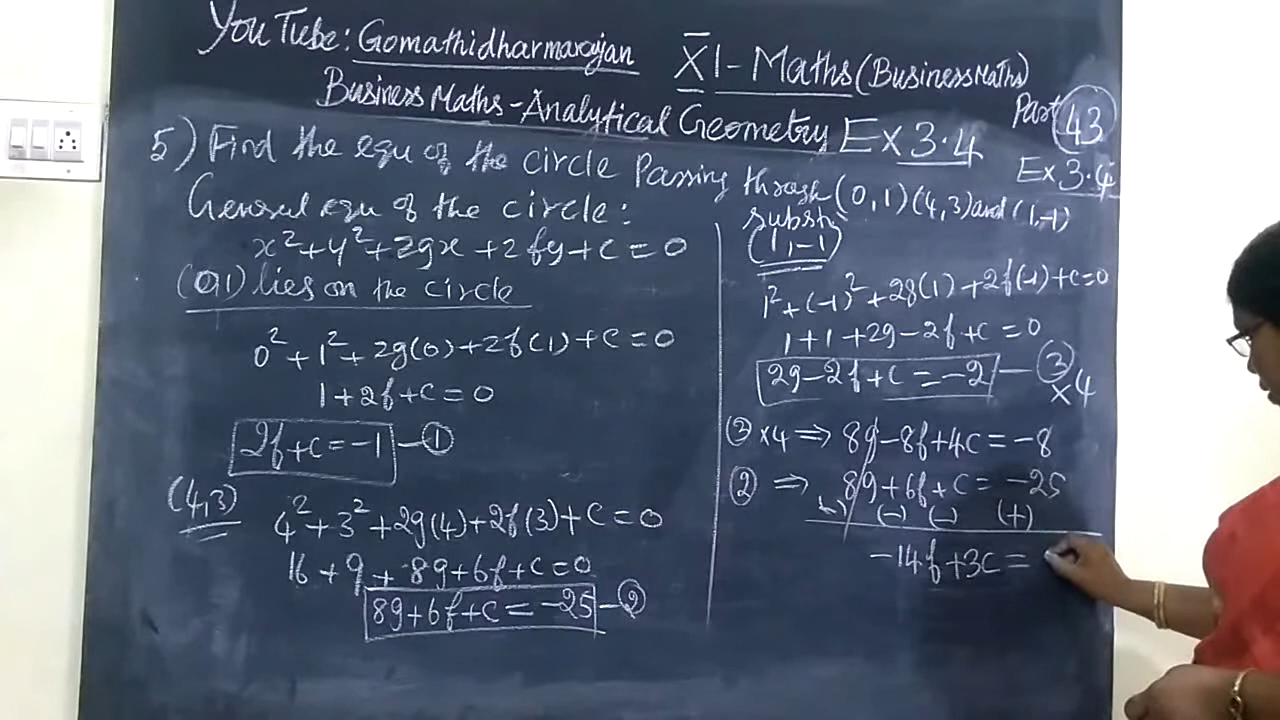 YouTube: Gomathidharmarajan
XI - Maths (Business Maths)
Business Maths - Analytical Geometry Ex 3.4
Part 43
Ex 3.4
5) Find the equ of the circle Passing through (0,1) (4,3) and (1,-1)
General equ of the circle:
x²+y²+2gx+2fy+c=0
(0,1) lies on the circle
0²+1²+2g(0)+2f(1)+c=0
1+2f+c=0
2f+c=-1 -①
(4,3)
4²+3²+2g(4)+2f(3)+c=0
16+9+8g+6f+c=0
8g+6f+c=-25 -②
substi
(1,-1)
1²+(-1)²+2g(1)+2f(-1)+c=0
1+1+2g-2f+c=0
2g-2f+c=-2 -③
×4
③×4 ⇒ 8g-8f+4c=-8
② ⇒ 8g+6f+c=-25
(-) (-) (-) (+)
-14f+3c=